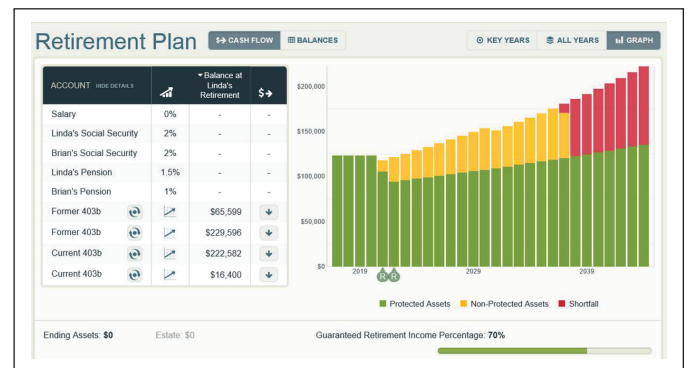 Retirement Plan
$→ CASH FLOW
BALANCES
KEY YEARS
ALL YEARS
GRAPH
ACCOUNT HIDE DETAILS
Balance at
Linda's
Retirement
$→
Salary 0% - -
Linda's Social Security 2% - -
Brian's Social Security 2% - -
Linda's Pension 1.5% - -
Brian's Pension 1% - -
Former 403b $65,599
Former 403b $229,596
Current 403b $222,582
Current 403b $16,400
$200,000
$150,000
$100,000
$50,000
$0
2019 2029 2039
R R
Protected Assets Non-Protected Assets Shortfall
Ending Assets: $0 Estate: $0 Guaranteed Retirement Income Percentage: 70%